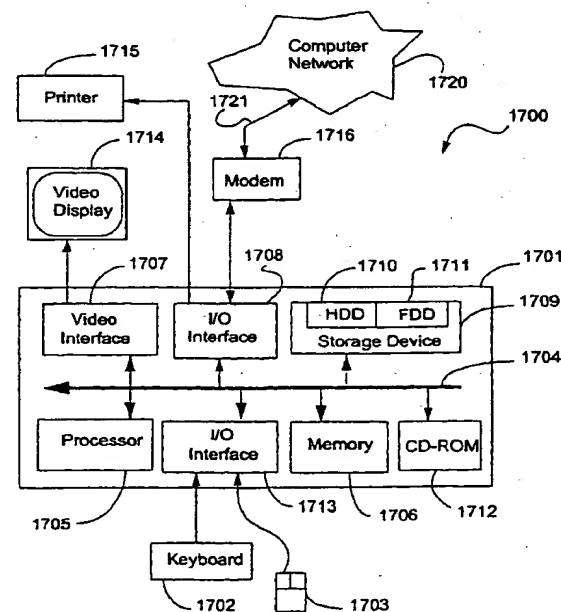 1715
Computer
Network
Printer
1720
1721
1700
1714
1716
Video
Display
Modem
1707
1708
1710
1711
1701
1709
Video
Interface
I/O
Interface
HDD
FDD
Storage Device
1704
Processor
I/O
Interface
Memory
CD-ROM
1705
1713
1706
1712
Keyboard
1702
1703